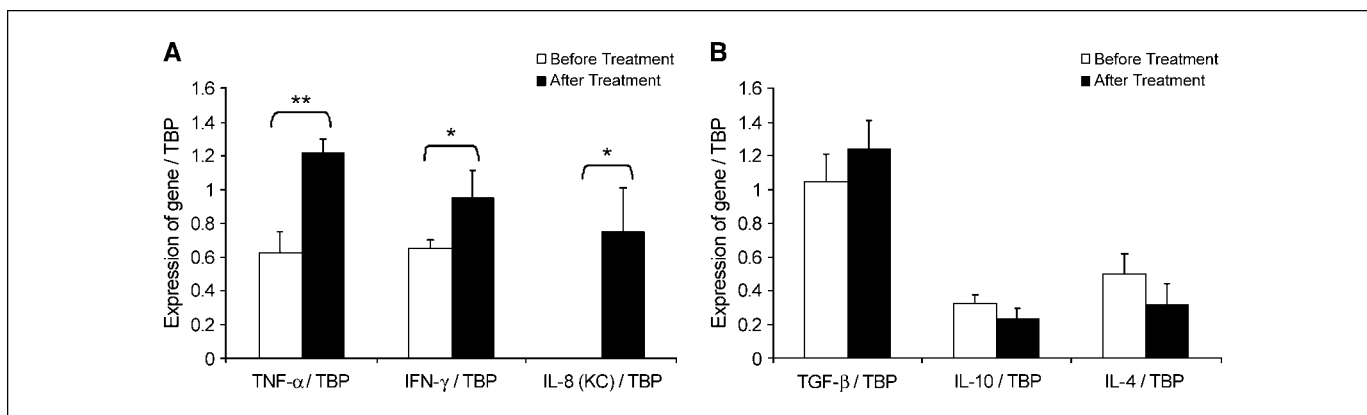 A
Before Treatment
After Treatment
Expression of gene / TBP
1.6
1.4
1.2
1
0.8
0.6
0.4
0.2
0
**
*
*
TNF-α / TBP
IFN-γ / TBP
IL-8 (KC) / TBP
B
Before Treatment
After Treatment
Expression of gene / TBP
1.6
1.4
1.2
1
0.8
0.6
0.4
0.2
0
TGF-β / TBP
IL-10 / TBP
IL-4 / TBP